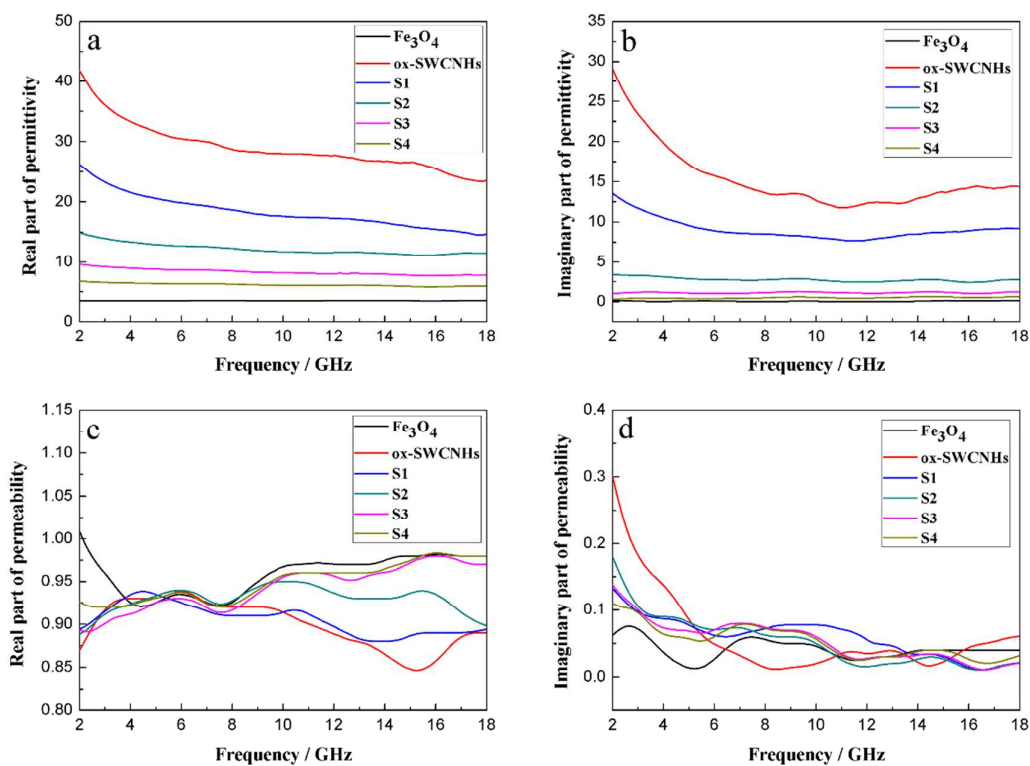 a
Real part of permittivity
50
40
30
20
10
0
2 4 6 8 10 12 14 16 18
Frequency / GHz
Fe3O4
ox-SWCNHs
S1
S2
S3
S4
b
Imaginary part of permittivity
35
30
25
20
15
10
5
0
2 4 6 8 10 12 14 16 18
Frequency / GHz
Fe3O4
ox-SWCNHs
S1
S2
S3
S4
c
Real part of permeability
1.15
1.10
1.05
1.00
0.95
0.90
0.85
0.80
2 4 6 8 10 12 14 16 18
Frequency / GHz
Fe3O4
ox-SWCNHs
S1
S2
S3
S4
d
Imaginary part of permeability
0.4
0.3
0.2
0.1
0.0
2 4 6 8 10 12 14 16 18
Frequency / GHz
Fe3O4
ox-SWCNHs
S1
S2
S3
S4